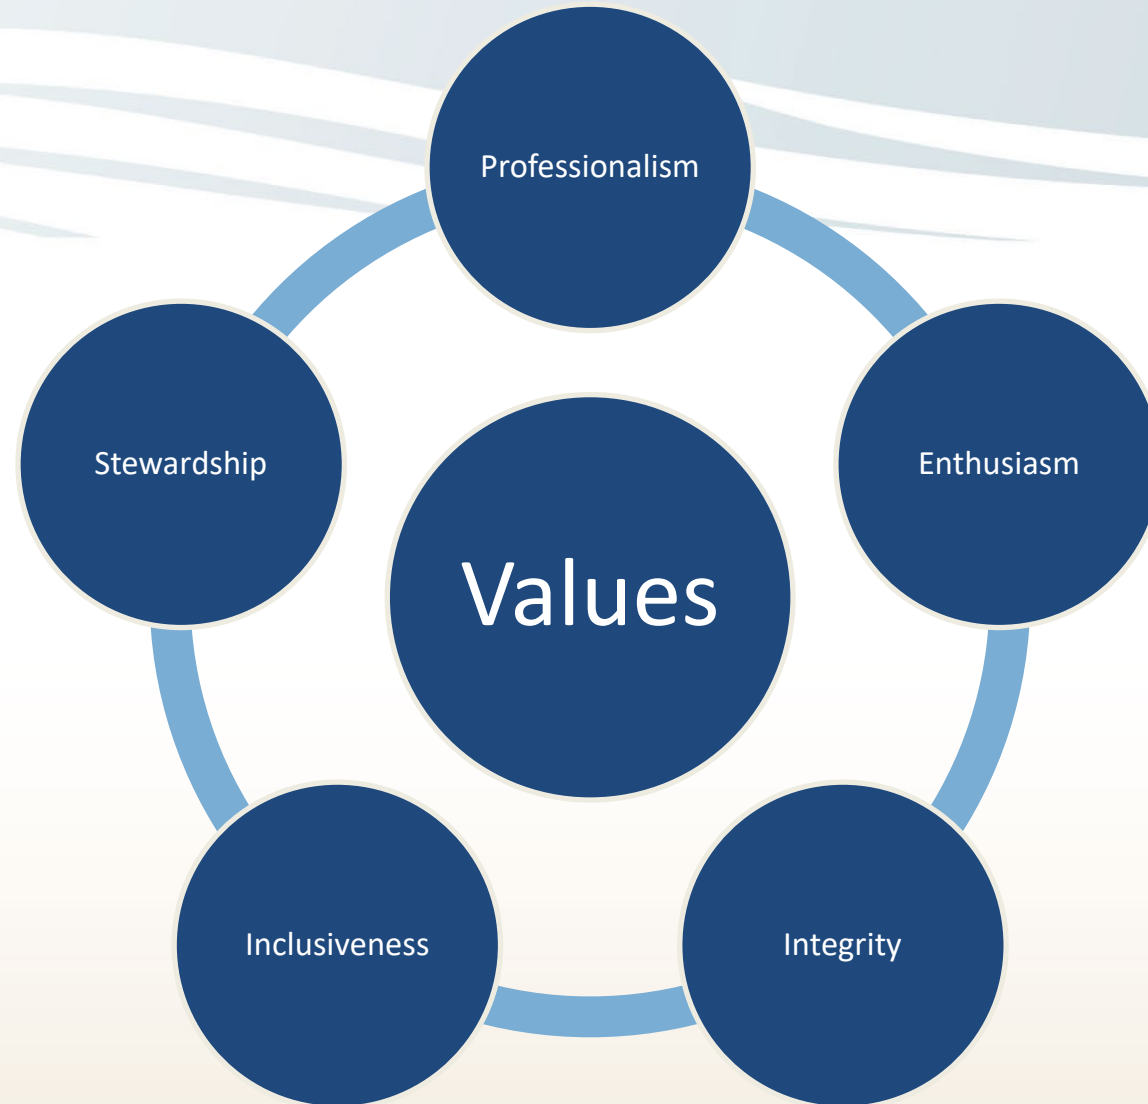 Professionalism
Stewardship
Enthusiasm
Values
Inclusiveness
Integrity